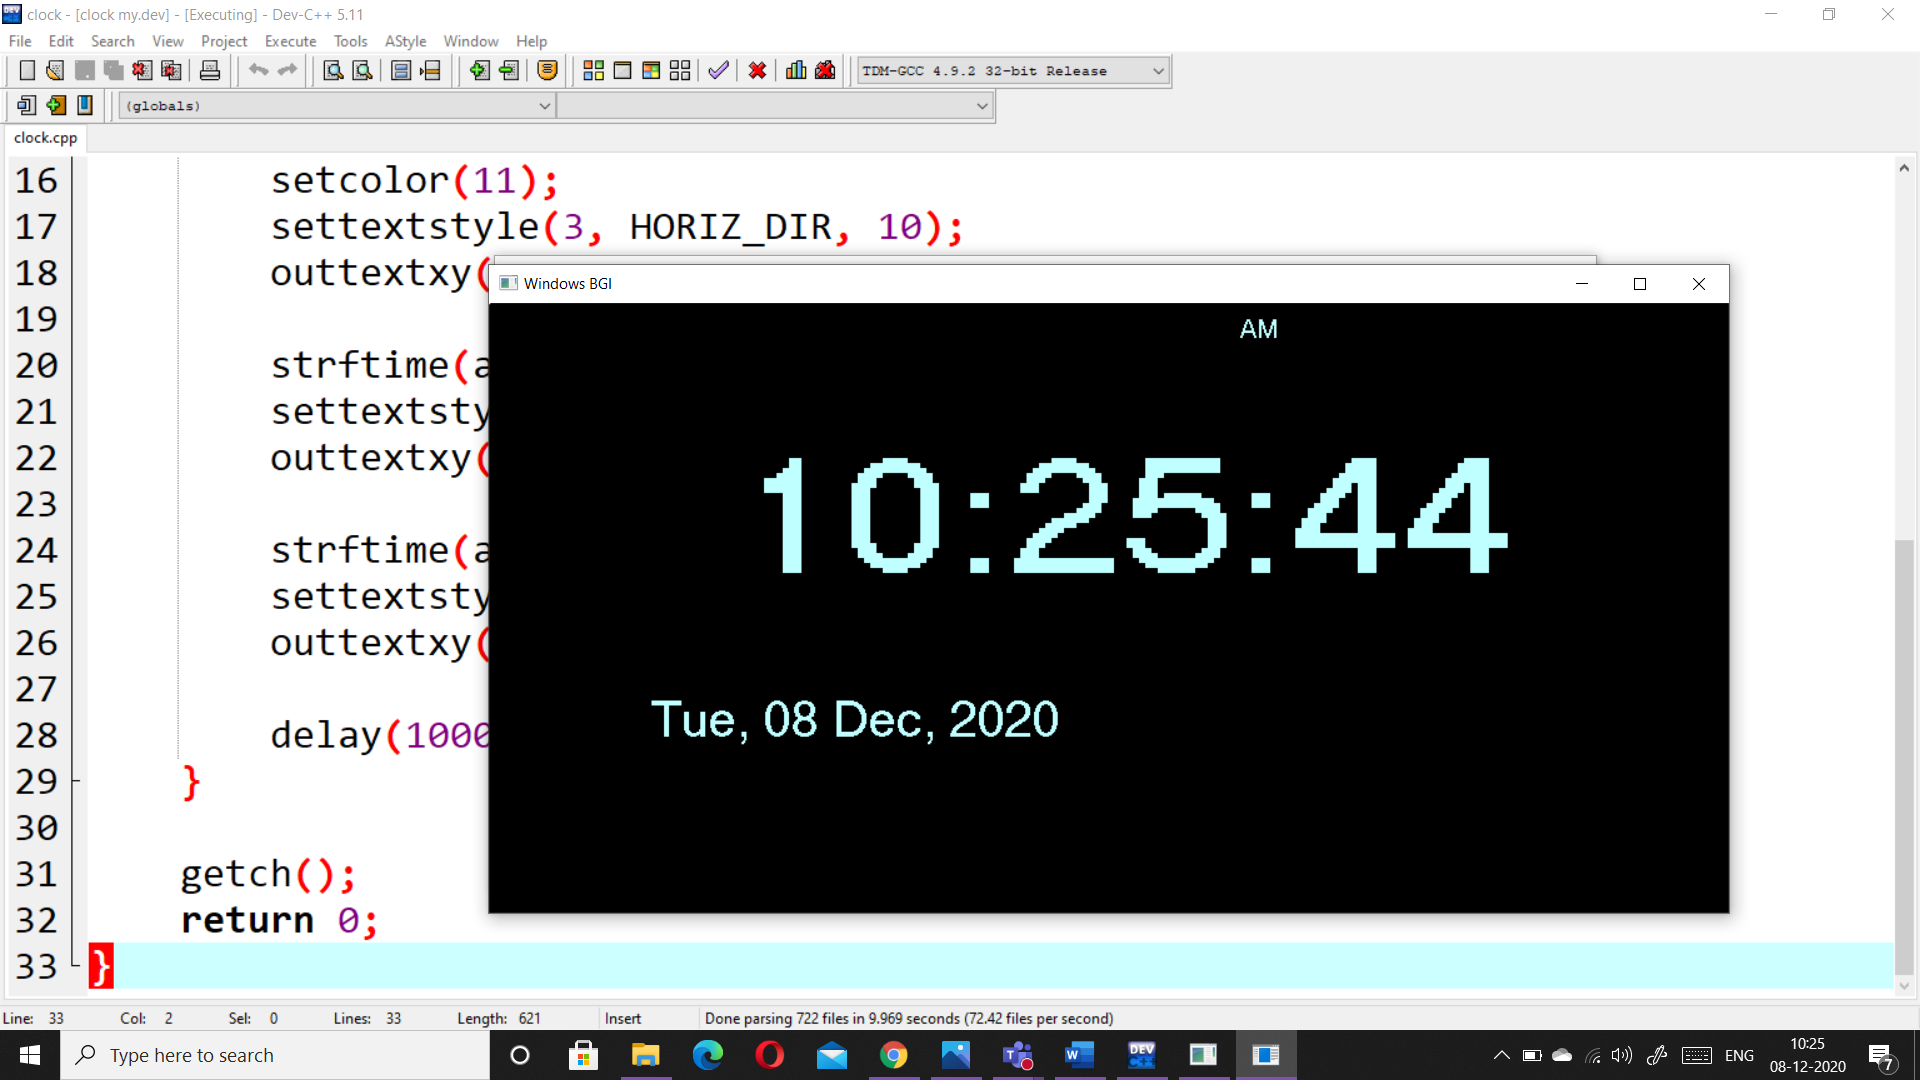 clock - [clock my.dev] - [Executing] - Dev-C++ 5.11
File Edit Search View Project Execute Tools AStyle Window Help
TDM-GCC 4.9.2 32-bit Release
(globals)
clock.cpp
16 setcolor(11);
17 settextstyle(3, HORIZ_DIR, 10);
18 outtextxy(
19
20 strftime(a
21 settextsty
22 outtextxy(
23
24 strftime(a
25 settextsty
26 outtextxy(
27
28 delay(1000
29 }
30
31 getch();
32 return 0;
33 }
Windows BGI
AM
10:25:44
Tue, 08 Dec, 2020
Line: 33 Col: 2 Sel: 0 Lines: 33 Length: 621 Insert Done parsing 722 files in 9.969 seconds (72.42 files per second)
Type here to search
DEV C++
ENG
10:25
08-12-2020
7